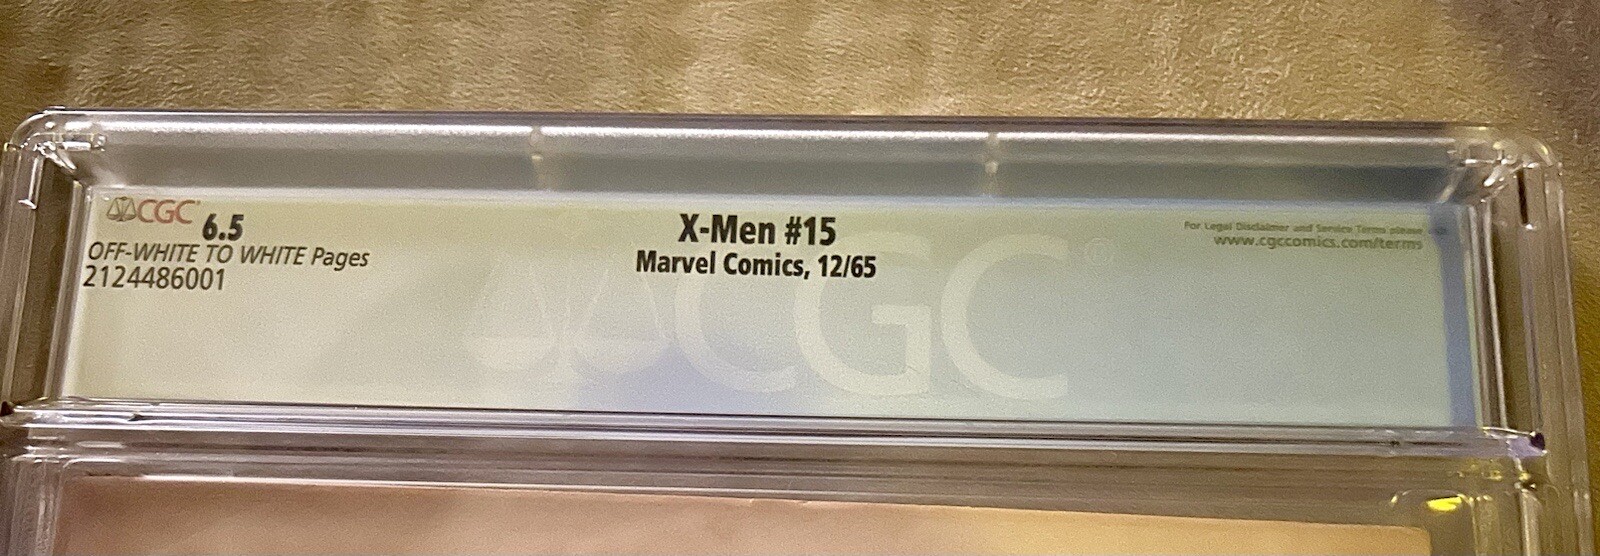 CGC 6.5
OFF-WHITE TO WHITE Pages
2124486001
X-Men #15
Marvel Comics, 12/65
For Legal Disclaimer and Service Terms please see
www.cgccomics.com/terms
CGC®